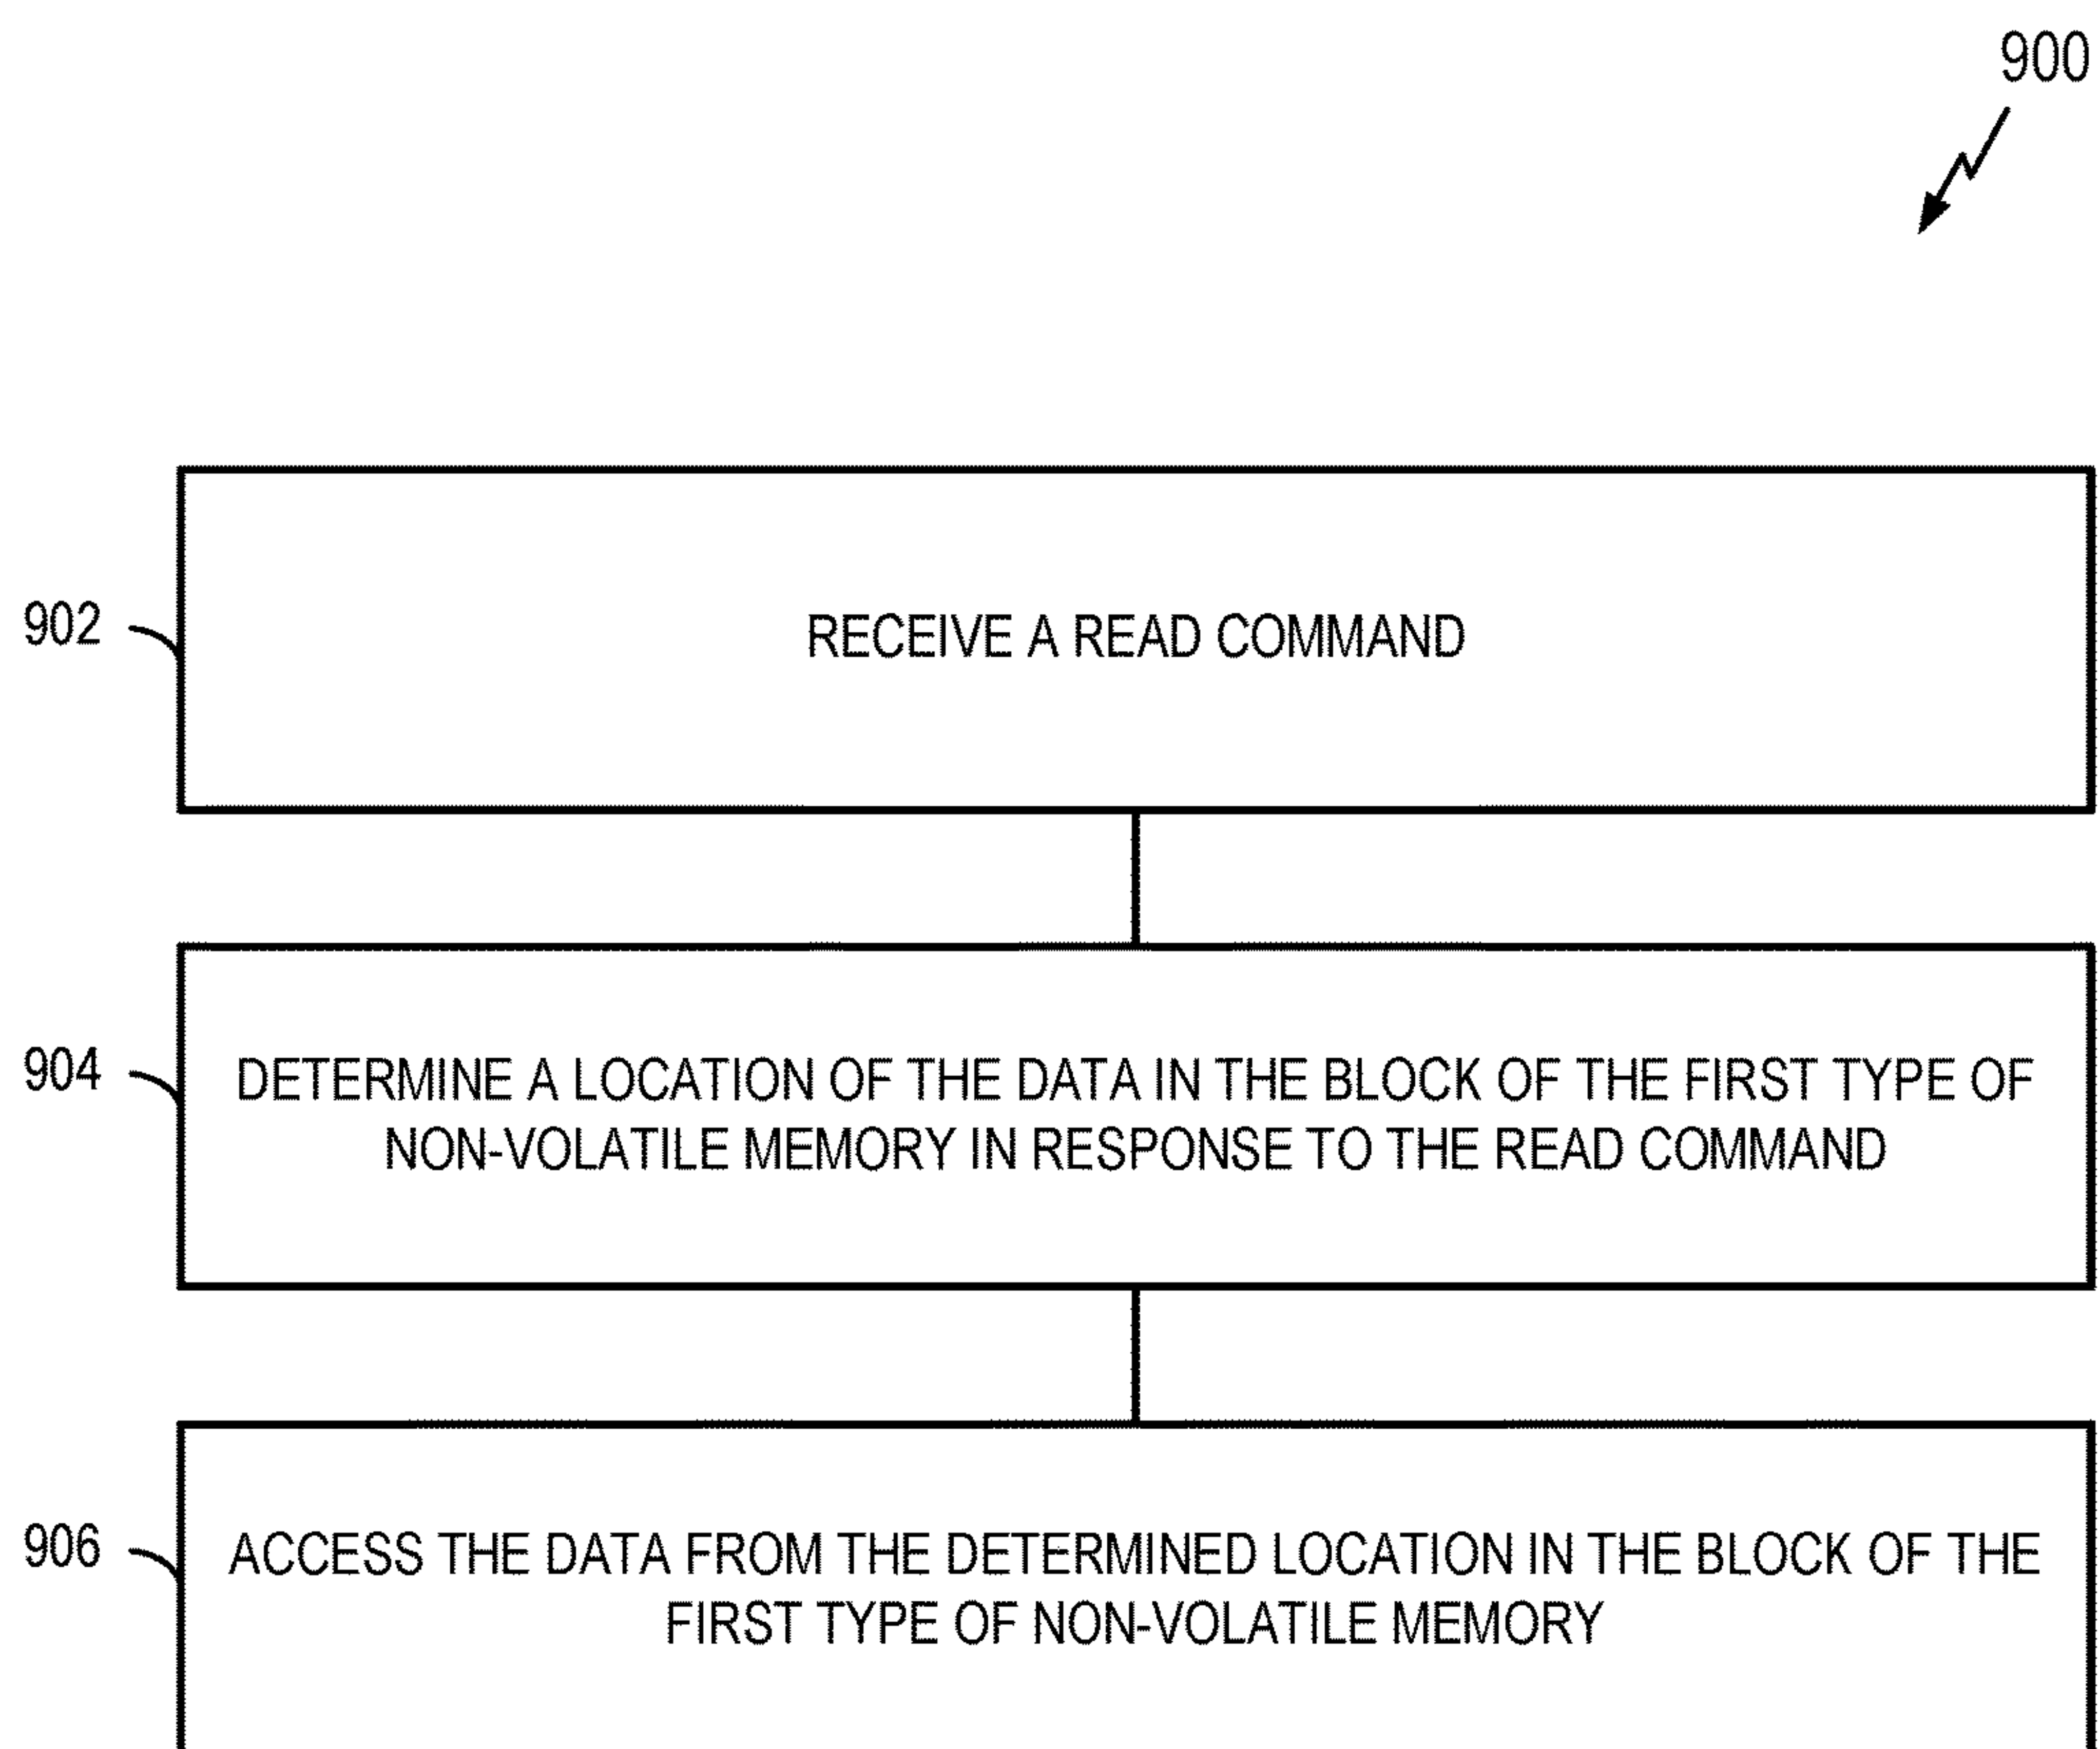 900
902
RECEIVE A READ COMMAND
904
DETERMINE A LOCATION OF THE DATA IN THE BLOCK OF THE FIRST TYPE OF
NON-VOLATILE MEMORY IN RESPONSE TO THE READ COMMAND
906
ACCESS THE DATA FROM THE DETERMINED LOCATION IN THE BLOCK OF THE
FIRST TYPE OF NON-VOLATILE MEMORY